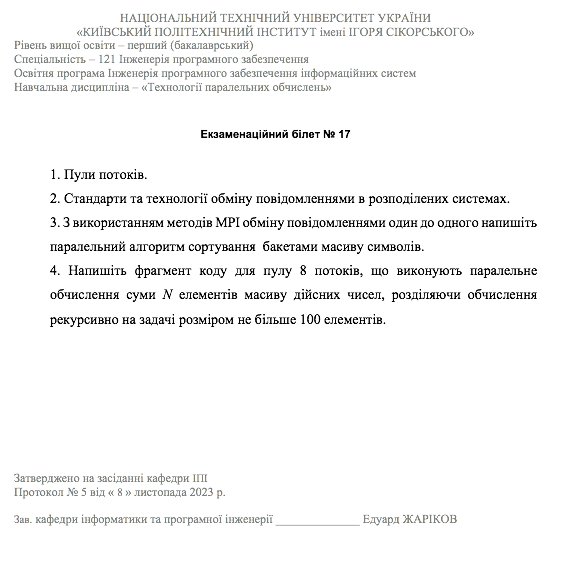 НАЦІОНАЛЬНИЙ ТЕХНІЧНИЙ УНІВЕРСИТЕТ УКРАЇНИ
«КИЇВСЬКИЙ ПОЛІТЕХНІЧНИЙ ІНСТИТУТ імені ІГОРЯ СІКОРСЬКОГО»
Рівень вищої освіти – перший (бакалаврський)
Спеціальність – 121 Інженерія програмного забезпечення
Освітня програма Інженерія програмного забезпечення інформаційних систем
Навчальна дисципліна – «Технології паралельних обчислень»
Екзаменаційний білет № 17
1. Пули потоків.
2. Стандарти та технології обміну повідомленнями в розподілених системах.
3. З використанням методів MPI обміну повідомленнями один до одного напишіть
паралельний алгоритм сортування бакетами масиву символів.
4. Напишіть фрагмент коду для пулу 8 потоків, що виконують паралельне
обчислення суми N елементів масиву дійсних чисел, розділяючи обчислення
рекурсивно на задачі розміром не більше 100 елементів.
Затверджено на засіданні кафедри ІПІ
Протокол № 5 від « 8 » листопада 2023 р.
Зав. кафедри інформатики та програмної інженерії ______________ Едуард ЖАРІКОВ